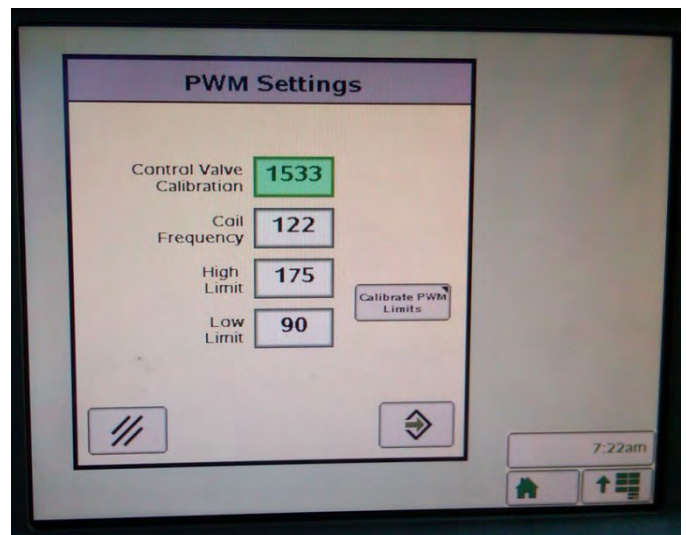 PWM Settings
Control Valve
Calibration
1533
Coil
Frequency
122
High
Limit
175
Calibrate PWM
Limits
Low
Limit
90
7:22am